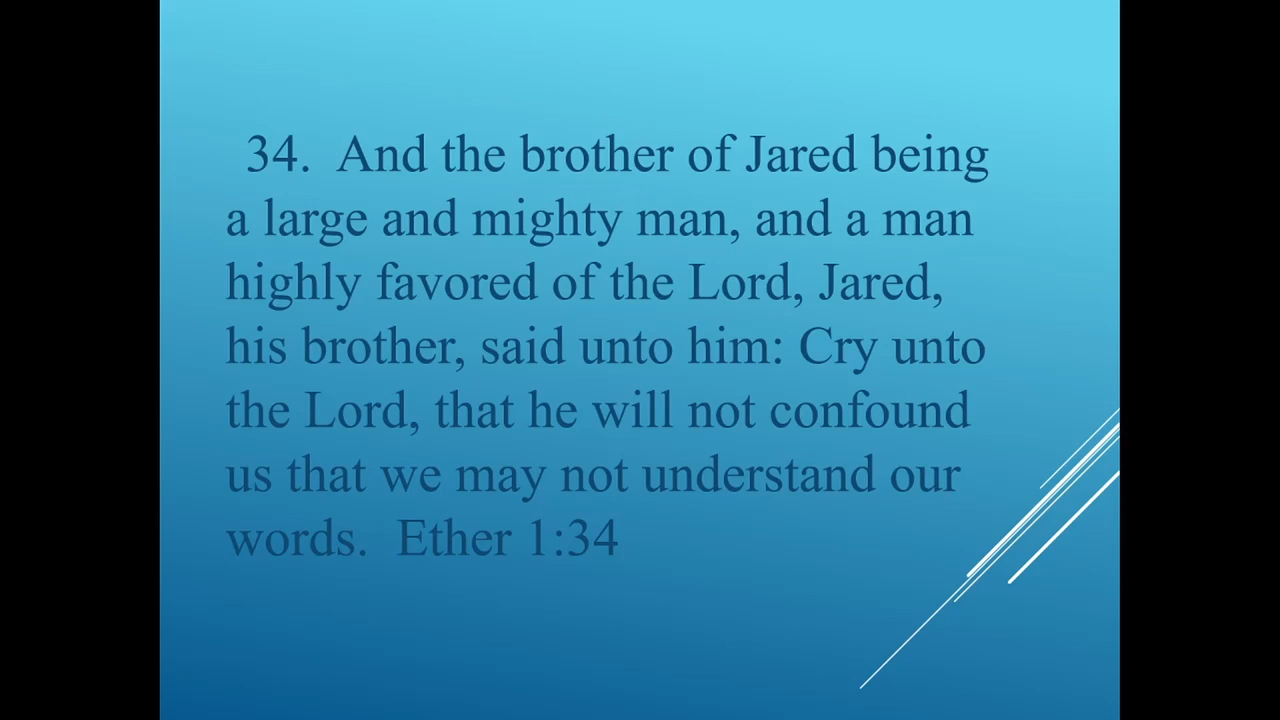 34.  And the brother of Jared being
a large and mighty man, and a man
highly favored of the Lord, Jared,
his brother, said unto him: Cry unto
the Lord, that he will not confound
us that we may not understand our
words.  Ether 1:34